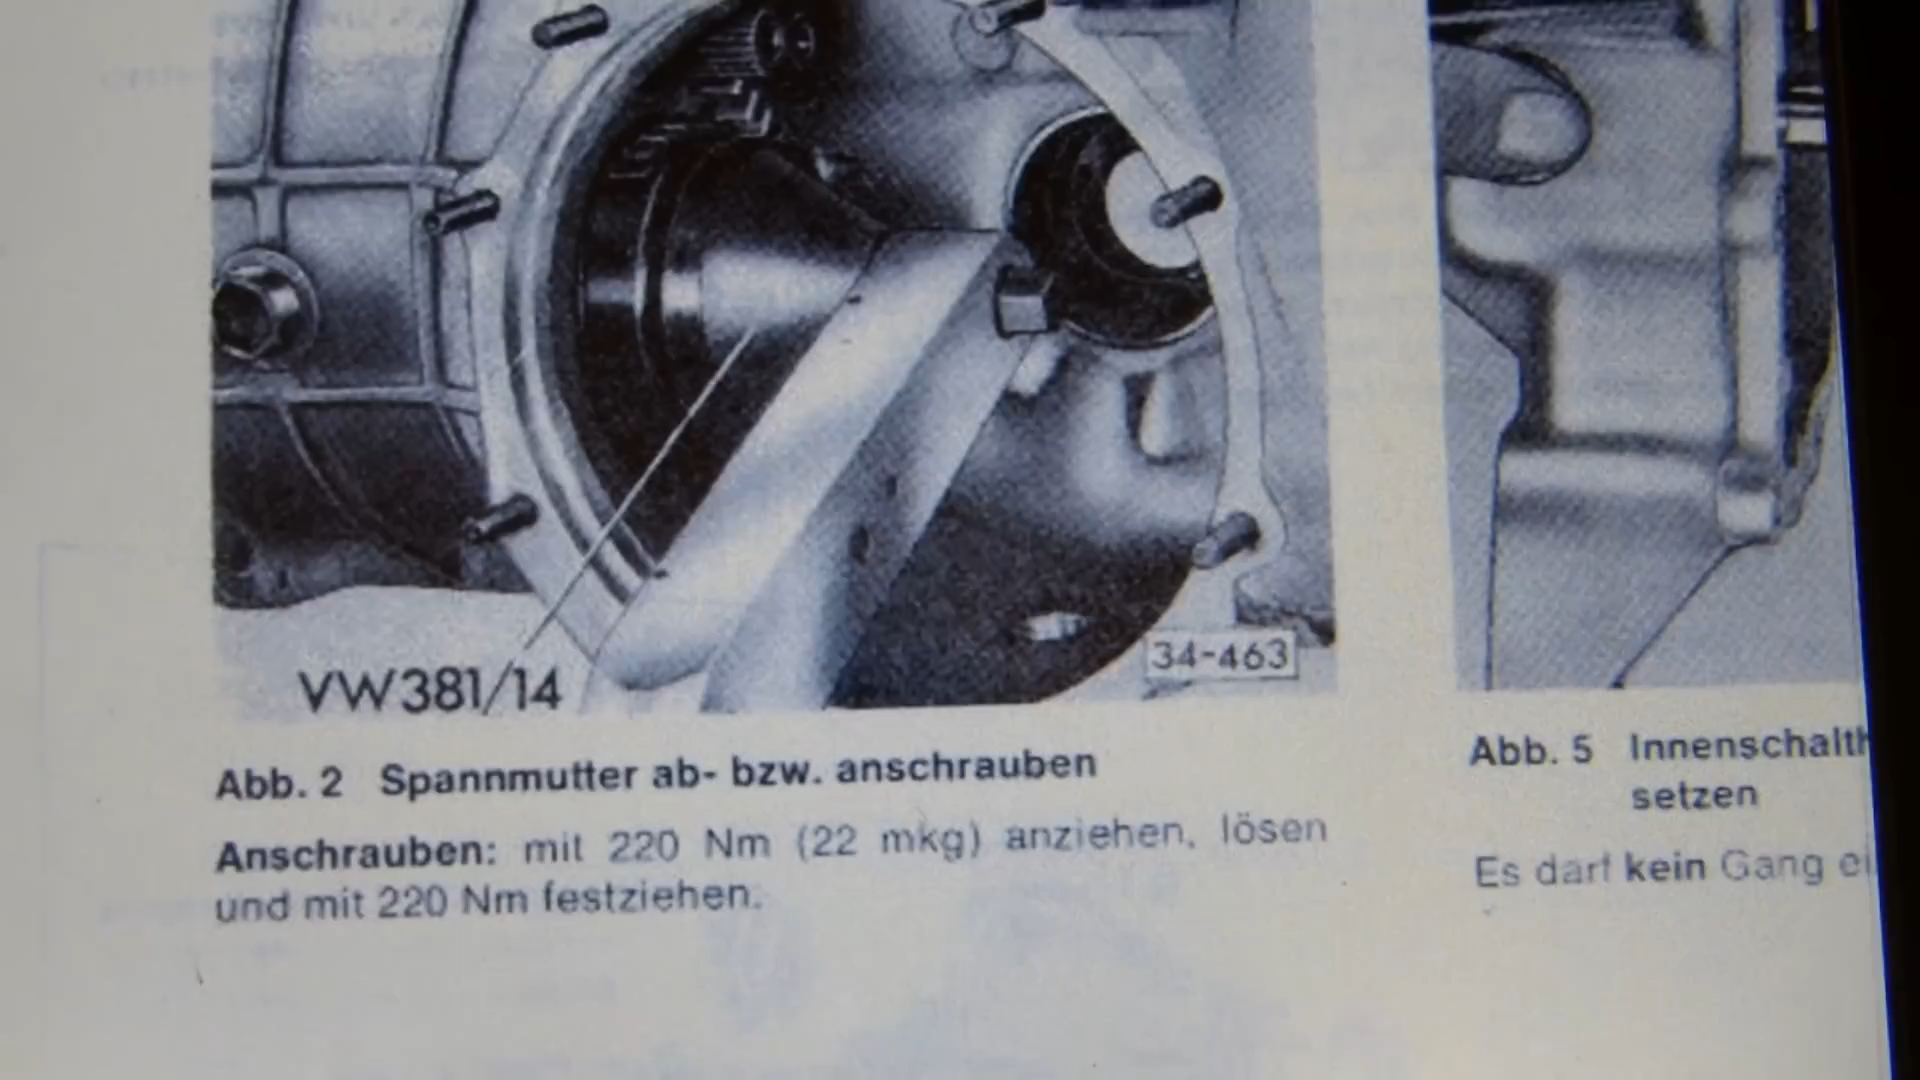 VW381/14
34-463
Abb. 2 Spannmutter ab- bzw. anschrauben
Anschrauben: mit 220 Nm (22 mkg) anziehen, lösen
und mit 220 Nm festziehen.
Abb. 5 Innenschalth
setzen
Es darf kein Gang ei